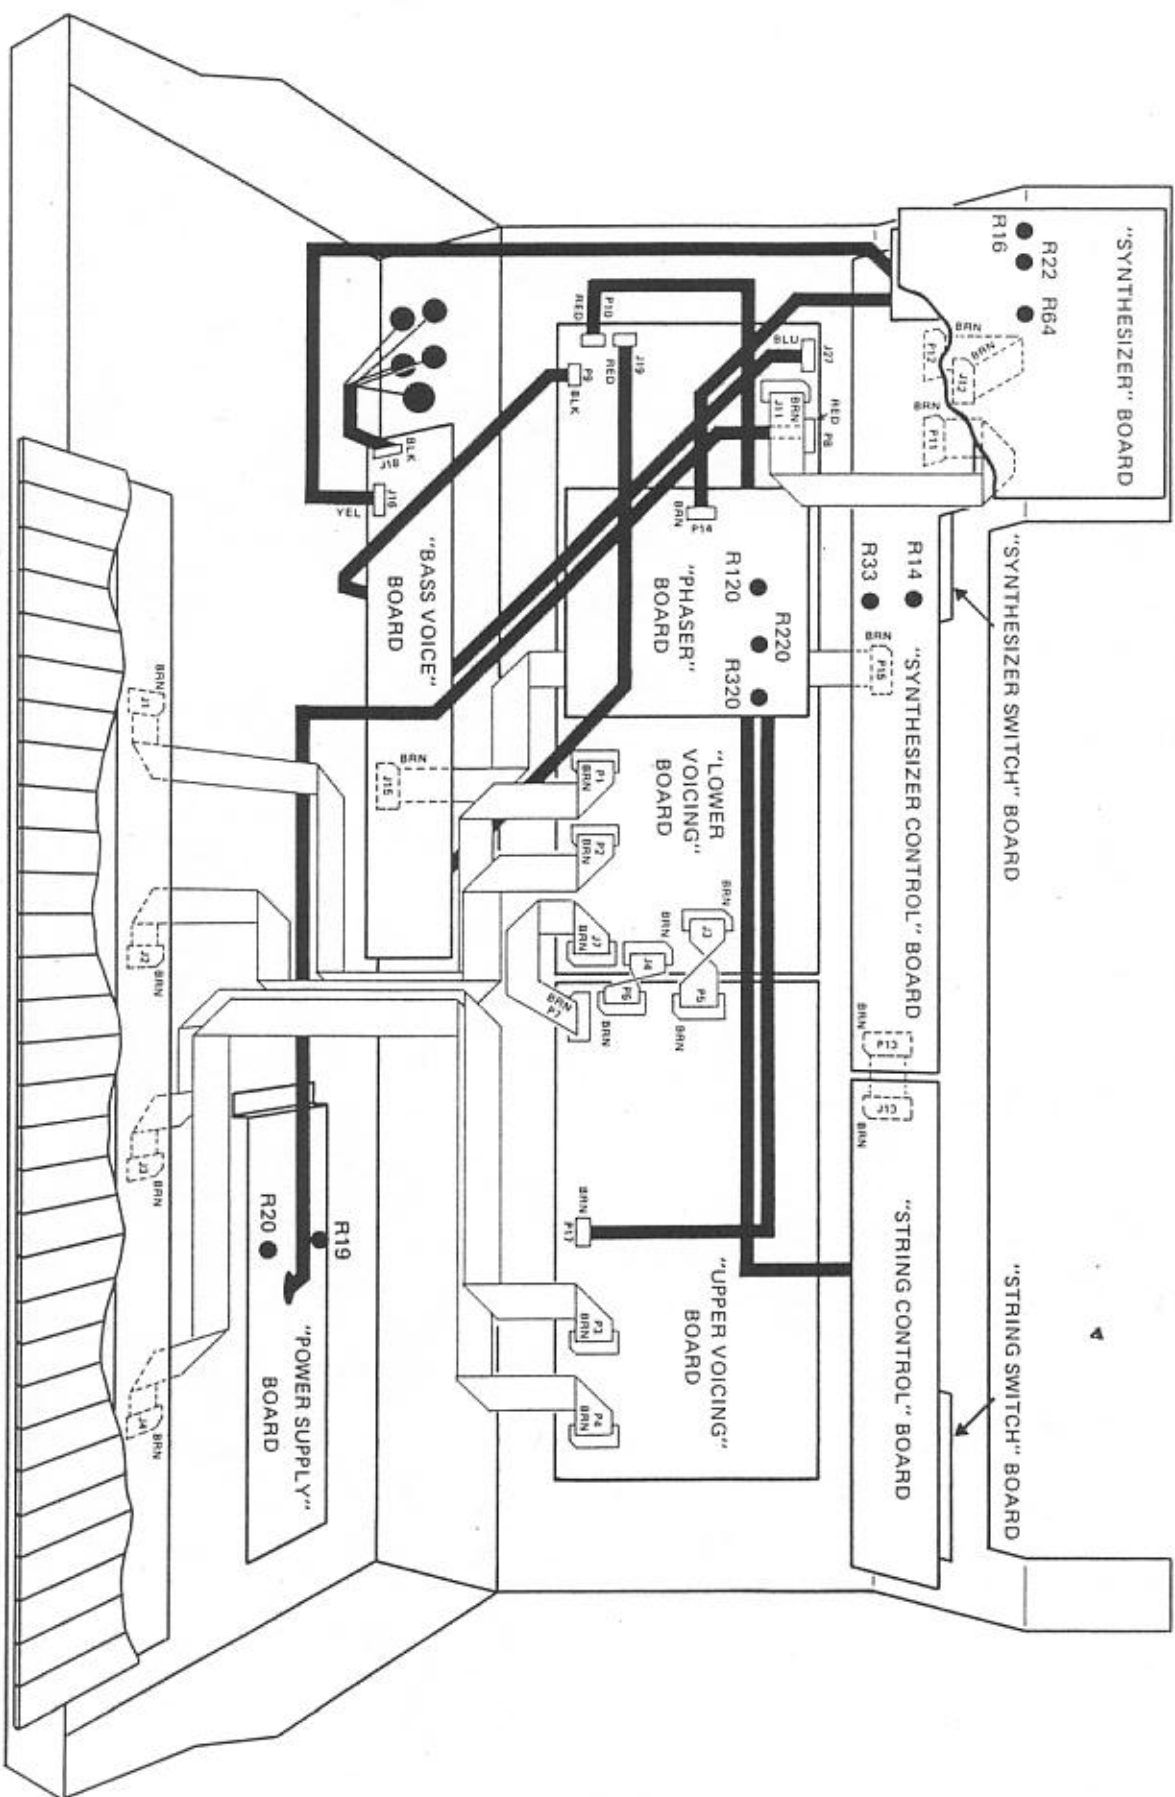 "SYNTHESIZER" BOARD
R16
R22
R64
BRN
P12
BRN
J12
BRN
P11
"SYNTHESIZER SWITCH" BOARD
"STRING SWITCH" BOARD
R14
R33
"SYNTHESIZER CONTROL" BOARD
BRN
P15
BRN
P13
J13
BRN
"STRING CONTROL" BOARD
BLU
J27
RED
P8
BRN
J11
P10
RED
J19
RED
P9
BLK
BRN
P14
"PHASER"
BOARD
R120
R220
R320
"LOWER
VOICING"
BOARD
P1
BRN
P2
BRN
BRN
J3
BRN
J4
J7
BRN
P5
BRN
P6
BRN
BRN
P7
BRN
P17
"UPPER VOICING"
BOARD
P3
BRN
P4
BRN
BLK
J18
J16
YEL
"BASS VOICE"
BOARD
BRN
J15
R19
R20
"POWER SUPPLY"
BOARD
BRN
J1
J2
BRN
J3
BRN
J4
BRN